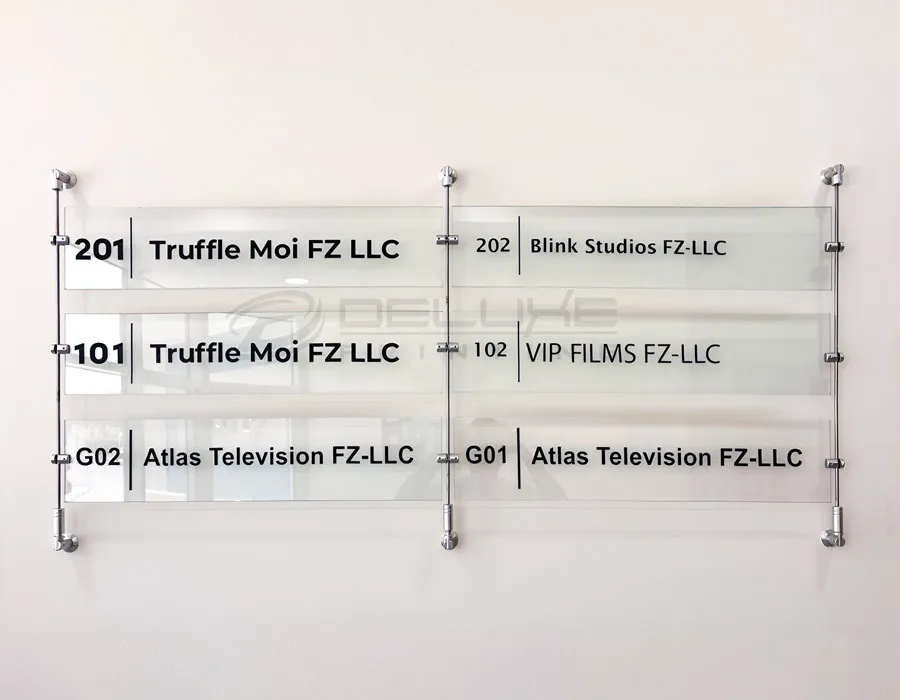 201 Truffle Moi FZ LLC
202 Blink Studios FZ-LLC
DELUXE
101 Truffle Moi FZ LLC
102 VIP FILMS FZ-LLC
G02 Atlas Television FZ-LLC
G01 Atlas Television FZ-LLC